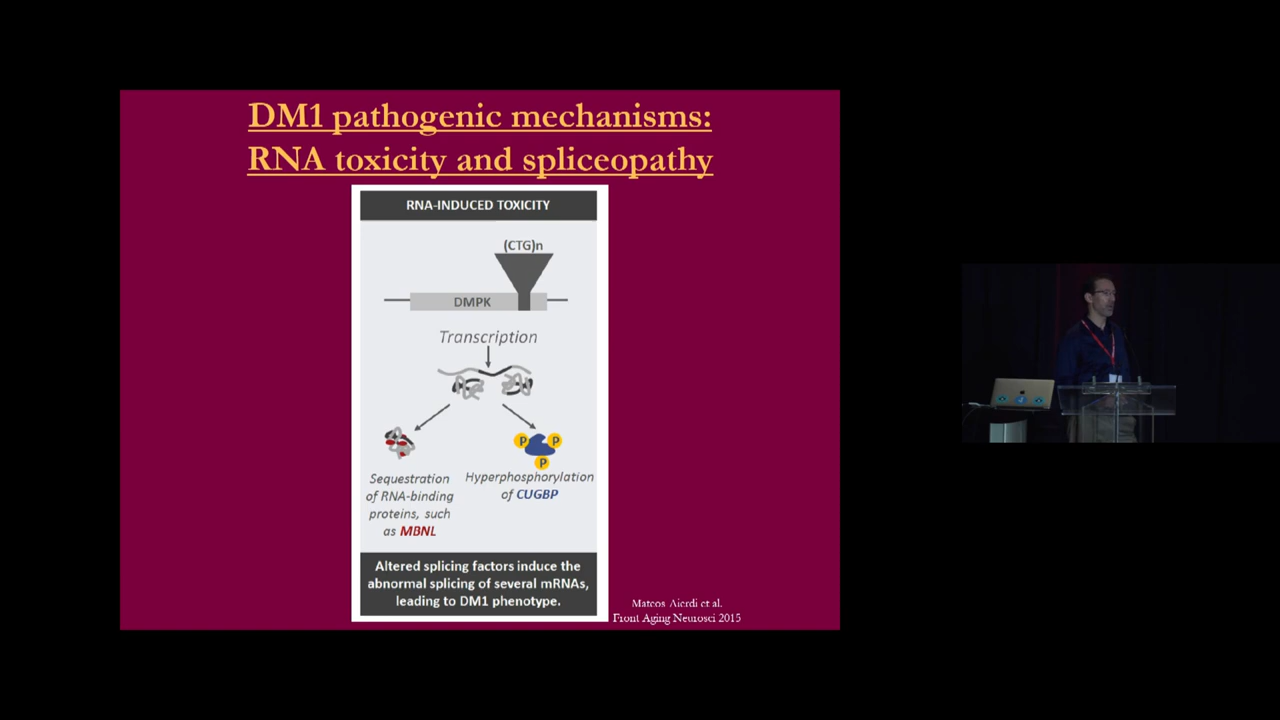 DM1 pathogenic mechanisms:
RNA toxicity and spliceopathy
RNA-INDUCED TOXICITY
(CTG)n
DMPK
Transcription
P
P
P
Sequestration
of RNA-binding
proteins, such
as MBNL
Hyperphosphorylation
of CUGBP
Altered splicing factors induce the
abnormal splicing of several mRNAs,
leading to DM1 phenotype.
Mateos-Aierdi et al.
Front Aging Neurosci 2015